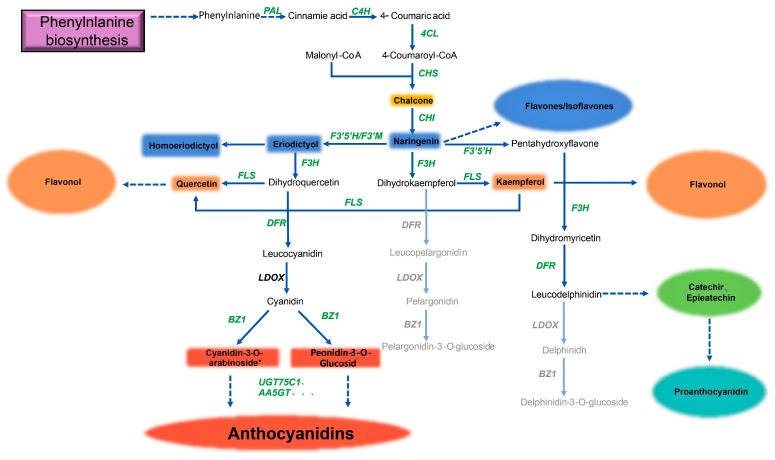 Phenylnlanine
biosynthesis
Phenylnlanine
PAL
Cinnamie acid
C4H
4- Coumaric acid
4CL
Malonyl-CoA
4-Coumaroyl-CoA
CHS
Chalcone
CHI
Flavones/Isoflavones
Homoeriodictyol
Eriodictyol
F3'5'H/F3'M
Naringenin
F3'5'H
Pentahydroxyflavone
F3H
F3H
Flavonol
Quercetin
FLS
Dihydroquercetin
Dihydrokaempferol
FLS
Kaempferol
Flavonol
FLS
F3H
DFR
DFR
Dihydromyricetin
Leucocyanidin
Leucopelargonidin
DFR
LDOX
LDOX
Leucodelphinidin
Catechir、
Epieatechin
Cyanidin
Pelargonidin
BZ1
BZ1
BZ1
LDOX
Cyanidin-3-O-
arabinoside*
Peonidin-3-O-
Glucosid
Pelargonidin-3-O-glucoside
Delphinidh
BZ1
UGT75C1、
AA5GT、、、
Proanthocyanidin
Delphinidin-3-O-glucoside
Anthocyanidins